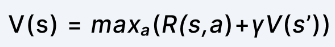 V(s) = maxₐ(R(s,a)+γV(s’))